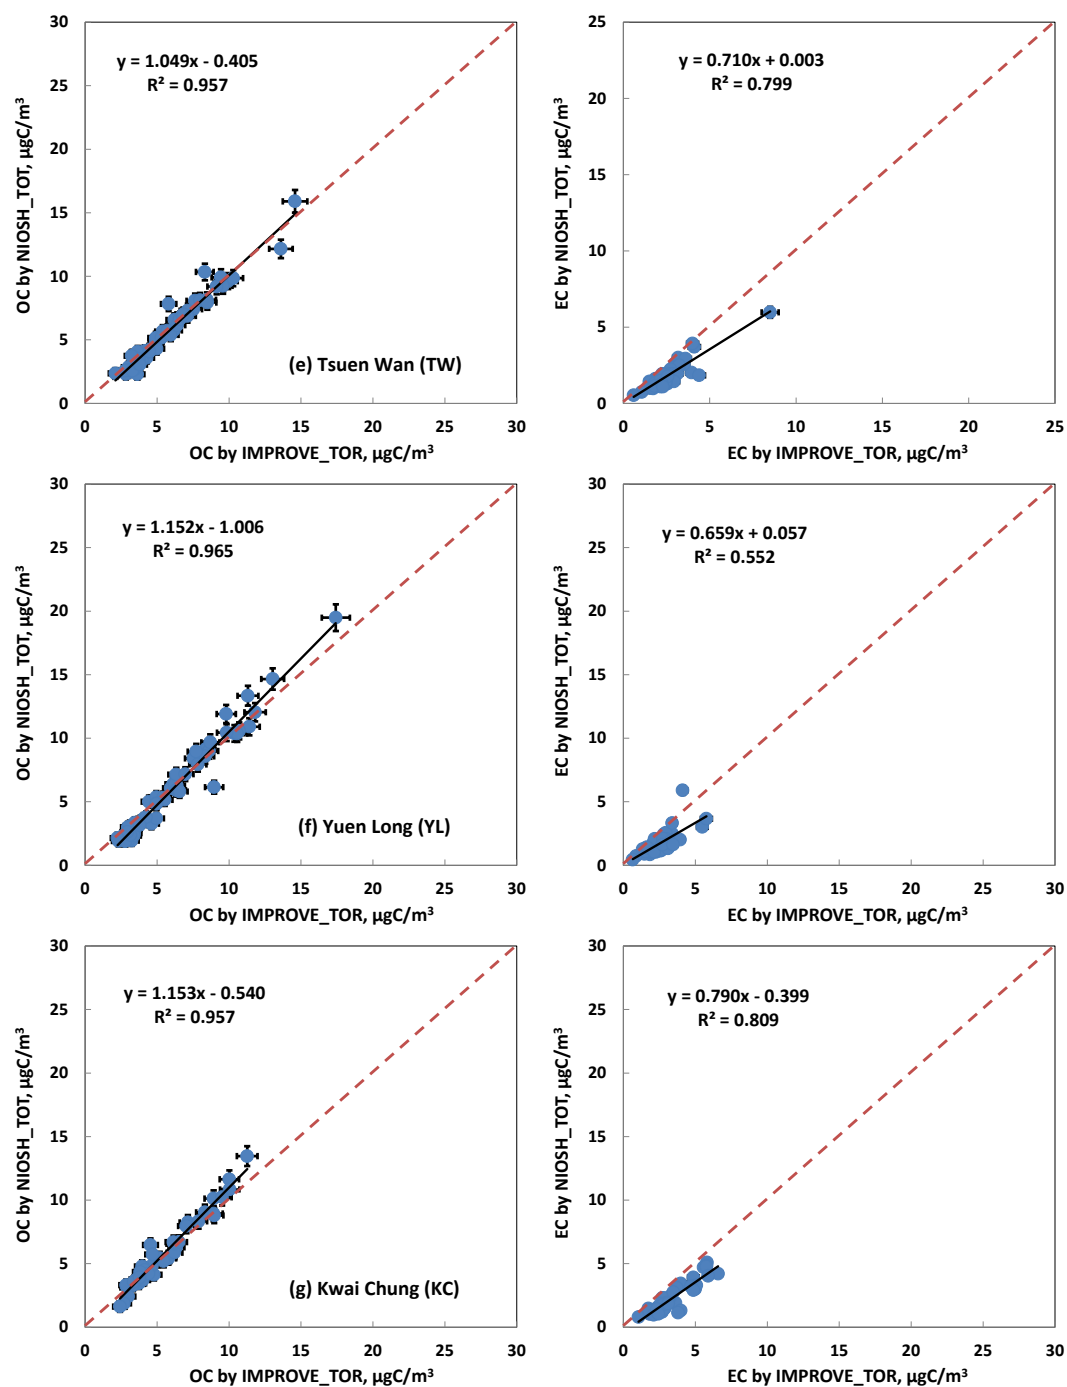 30
25
20
15
10
5
0
OC by NIOSH_TOT, µgC/m³
y = 1.049x - 0.405
R² = 0.957
(e) Tsuen Wan (TW)
0 5 10 15 20 25 30
OC by IMPROVE_TOR, µgC/m³
25
20
15
10
5
0
EC by NIOSH_TOT, µgC/m³
y = 0.710x + 0.003
R² = 0.799
0 5 10 15 20 25
EC by IMPROVE_TOR, µgC/m³
30
25
20
15
10
5
0
OC by NIOSH_TOT, µgC/m³
y = 1.152x - 1.006
R² = 0.965
(f) Yuen Long (YL)
0 5 10 15 20 25 30
OC by IMPROVE_TOR, µgC/m³
30
25
20
15
10
5
0
EC by NIOSH_TOT, µgC/m³
y = 0.659x + 0.057
R² = 0.552
0 5 10 15 20 25 30
EC by IMPROVE_TOR, µgC/m³
30
25
20
15
10
5
0
OC by NIOSH_TOT, µgC/m³
y = 1.153x - 0.540
R² = 0.957
(g) Kwai Chung (KC)
0 5 10 15 20 25 30
OC by IMPROVE_TOR, µgC/m³
30
25
20
15
10
5
0
EC by NIOSH_TOT, µgC/m³
y = 0.790x - 0.399
R² = 0.809
0 5 10 15 20 25 30
EC by IMPROVE_TOR, µgC/m³